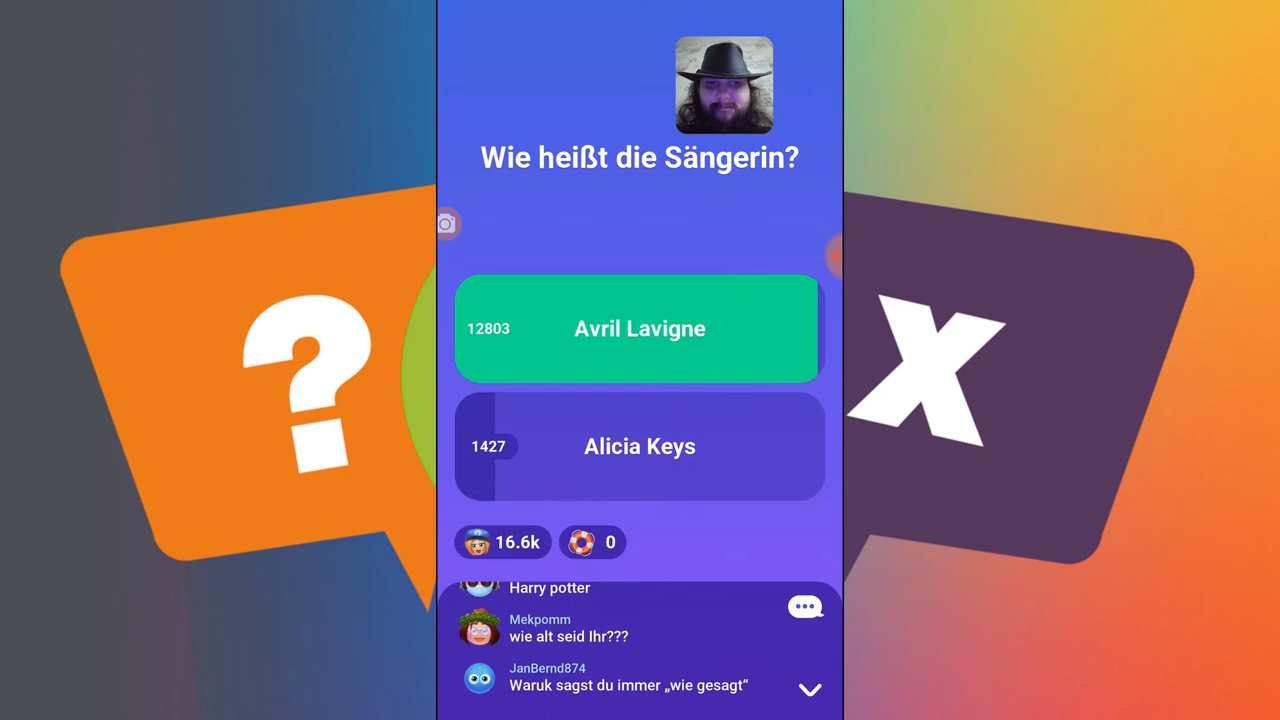 Wie heißt die Sängerin?
12803 Avril Lavigne
1427 Alicia Keys
16.6k 0
Harry potter
Mekpomm
wie alt seid Ihr???
JanBernd874
Waruk sagst du immer „wie gesagt“
? x